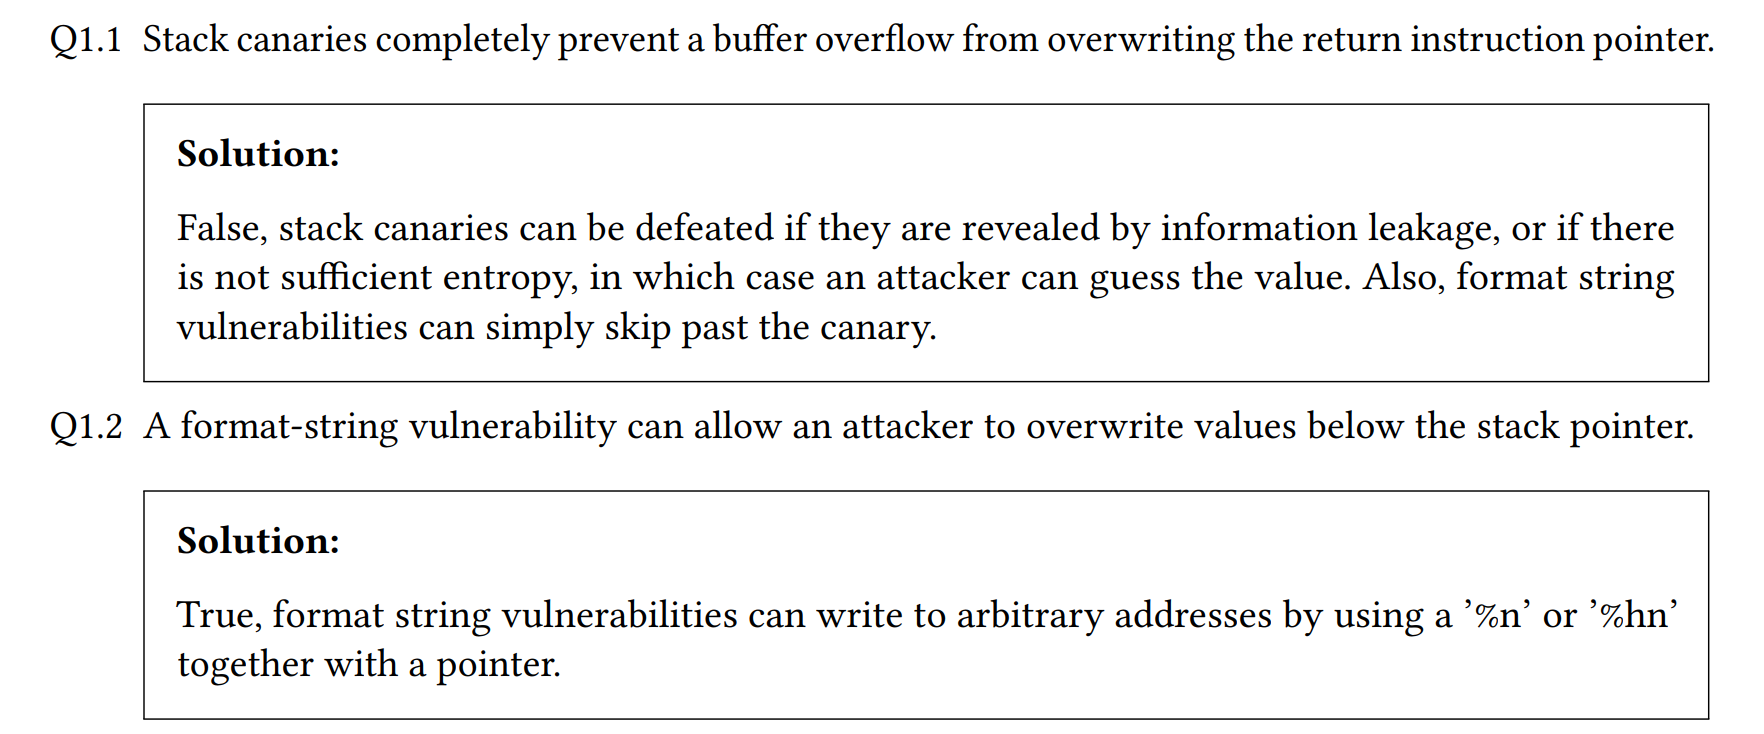 Q1.1 Stack canaries completely prevent a buffer overflow from overwriting the return instruction pointer.
Solution:
False, stack canaries can be defeated if they are revealed by information leakage, or if there
is not sufficient entropy, in which case an attacker can guess the value. Also, format string
vulnerabilities can simply skip past the canary.
Q1.2 A format-string vulnerability can allow an attacker to overwrite values below the stack pointer.
Solution:
True, format string vulnerabilities can write to arbitrary addresses by using a ’%n’ or ’%hn’
together with a pointer.